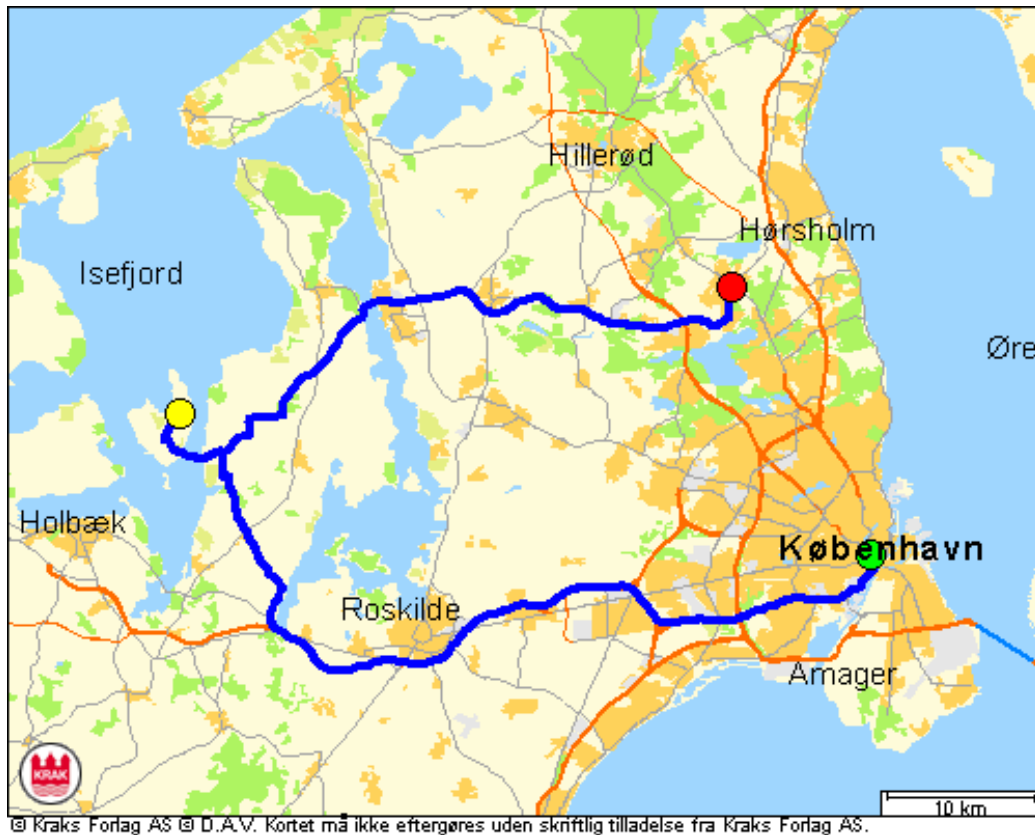 Hillerød
Hørsholm
Isefjord
Øre
Holbæk
København
Roskilde
Amager
KRAK
10 km
© Kraks Forlag AS © D.A.V. Kortet må ikke eftergøres uden skriftlig tilladelse fra Kraks Forlag AS.